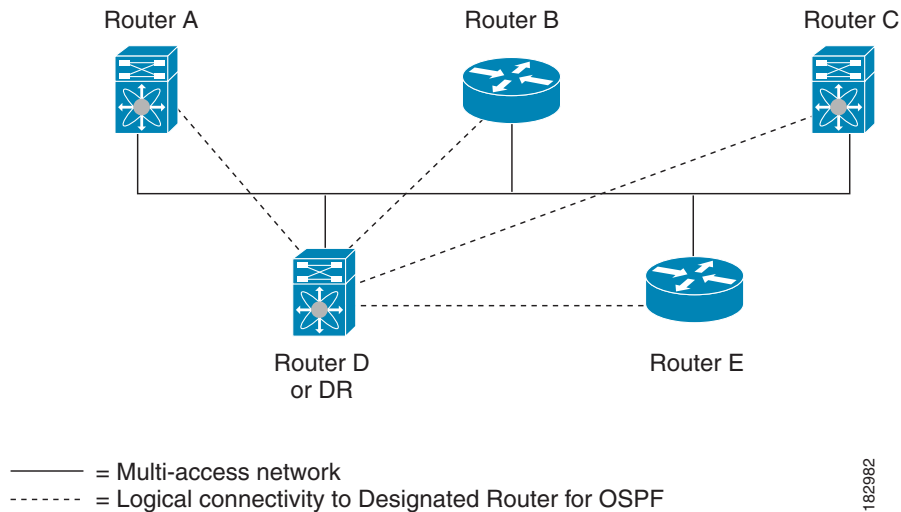 Router A
Router B
Router C
Router D
or DR
Router E
= Multi-access network
= Logical connectivity to Designated Router for OSPF
182982